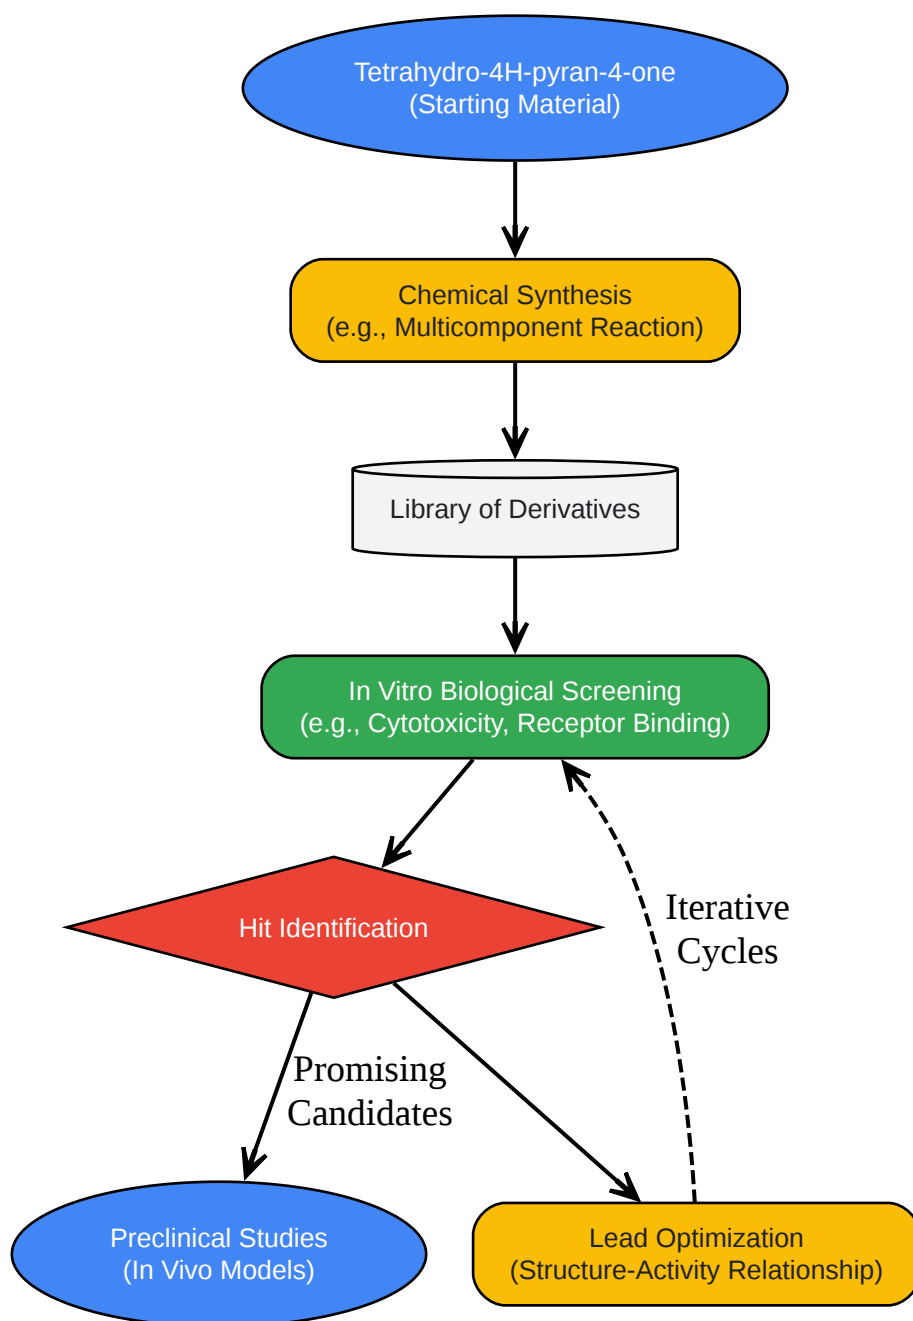 Tetrahydro-4H-pyran-4-one
(Starting Material)
Chemical Synthesis
(e.g., Multicomponent Reaction)
Library of Derivatives
In Vitro Biological Screening
(e.g., Cytotoxicity, Receptor Binding)
Hit Identification
Iterative
Cycles
Promising
Candidates
Preclinical Studies
(In Vivo Models)
Lead Optimization
(Structure-Activity Relationship)